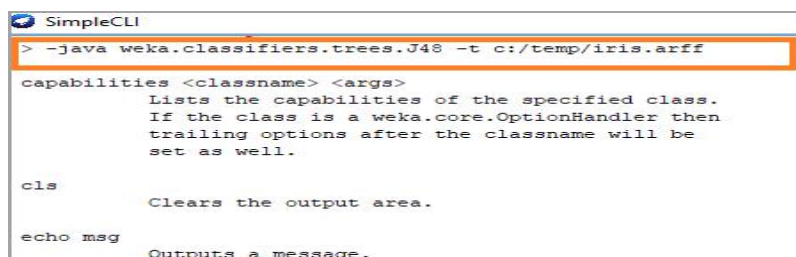 SimpleCLI
> -java weka.classifiers.trees.J48 -t c:/temp/iris.arff
capabilities <classname> <args>
Lists the capabilities of the specified class.
If the class is a weka.core.OptionHandler then
trailing options after the classname will be
set as well.
cls
Clears the output area.
echo msg
Outputs a message.